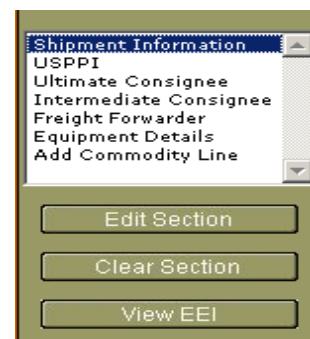 Shipment Information
USPPI
Ultimate Consignee
Intermediate Consignee
Freight Forwarder
Equipment Details
Add Commodity Line
Edit Section
Clear Section
View EEI